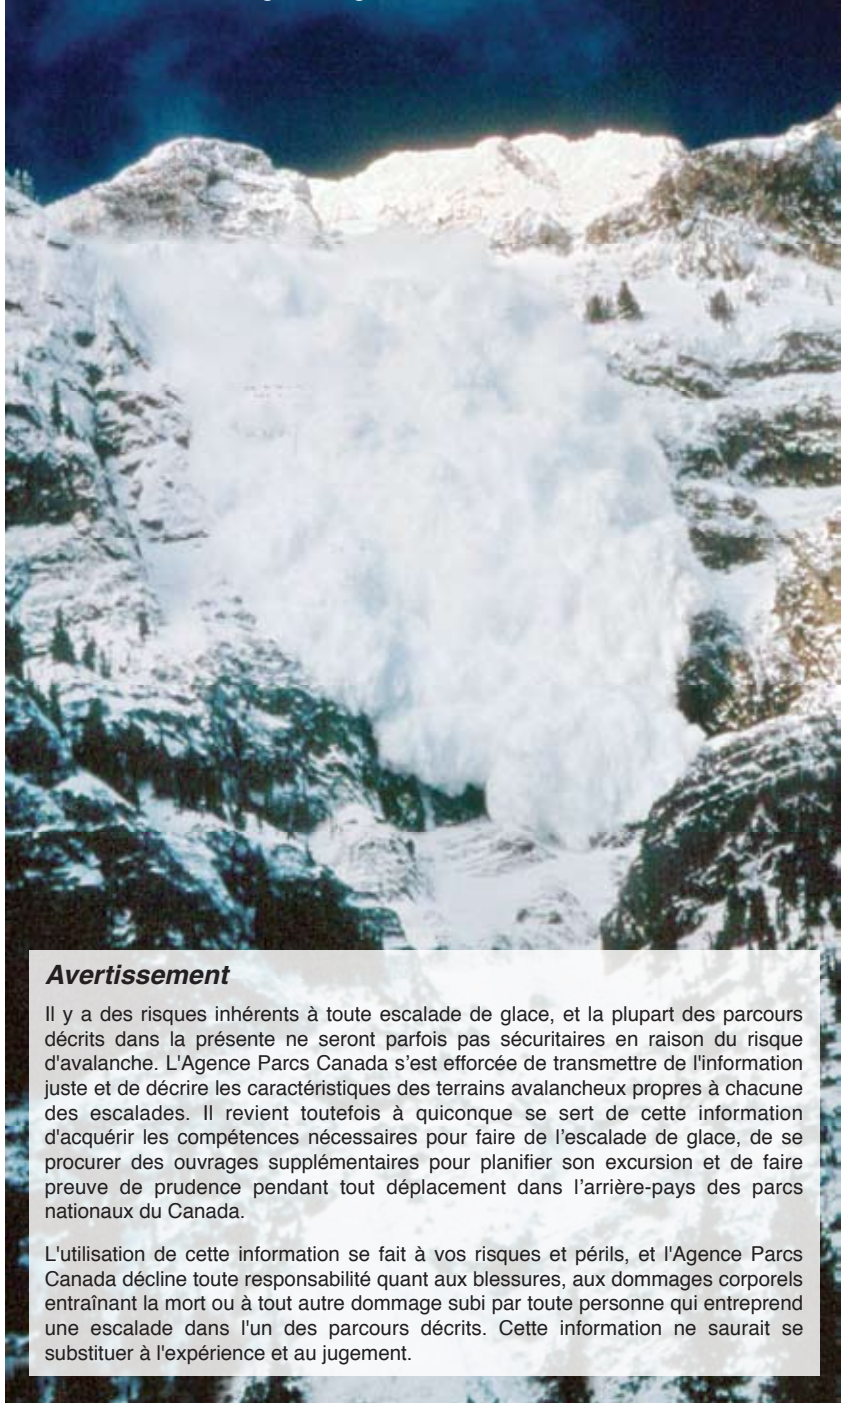 Avertissement
Il y a des risques inhérents à toute escalade de glace, et la plupart des parcours
décrits dans la présente ne seront parfois pas sécuritaires en raison du risque
d'avalanche. L'Agence Parcs Canada s’est efforcée de transmettre de l'information
juste et de décrire les caractéristiques des terrains avalancheux propres à chacune
des escalades. Il revient toutefois à quiconque se sert de cette information
d'acquérir les compétences nécessaires pour faire de l’escalade de glace, de se
procurer des ouvrages supplémentaires pour planifier son excursion et de faire
preuve de prudence pendant tout déplacement dans l’arrière-pays des parcs
nationaux du Canada.
L'utilisation de cette information se fait à vos risques et périls, et l'Agence Parcs
Canada décline toute responsabilité quant aux blessures, aux dommages corporels
entraînant la mort ou à tout autre dommage subi par toute personne qui entreprend
une escalade dans l'un des parcours décrits. Cette information ne saurait se
substituer à l'expérience et au jugement.